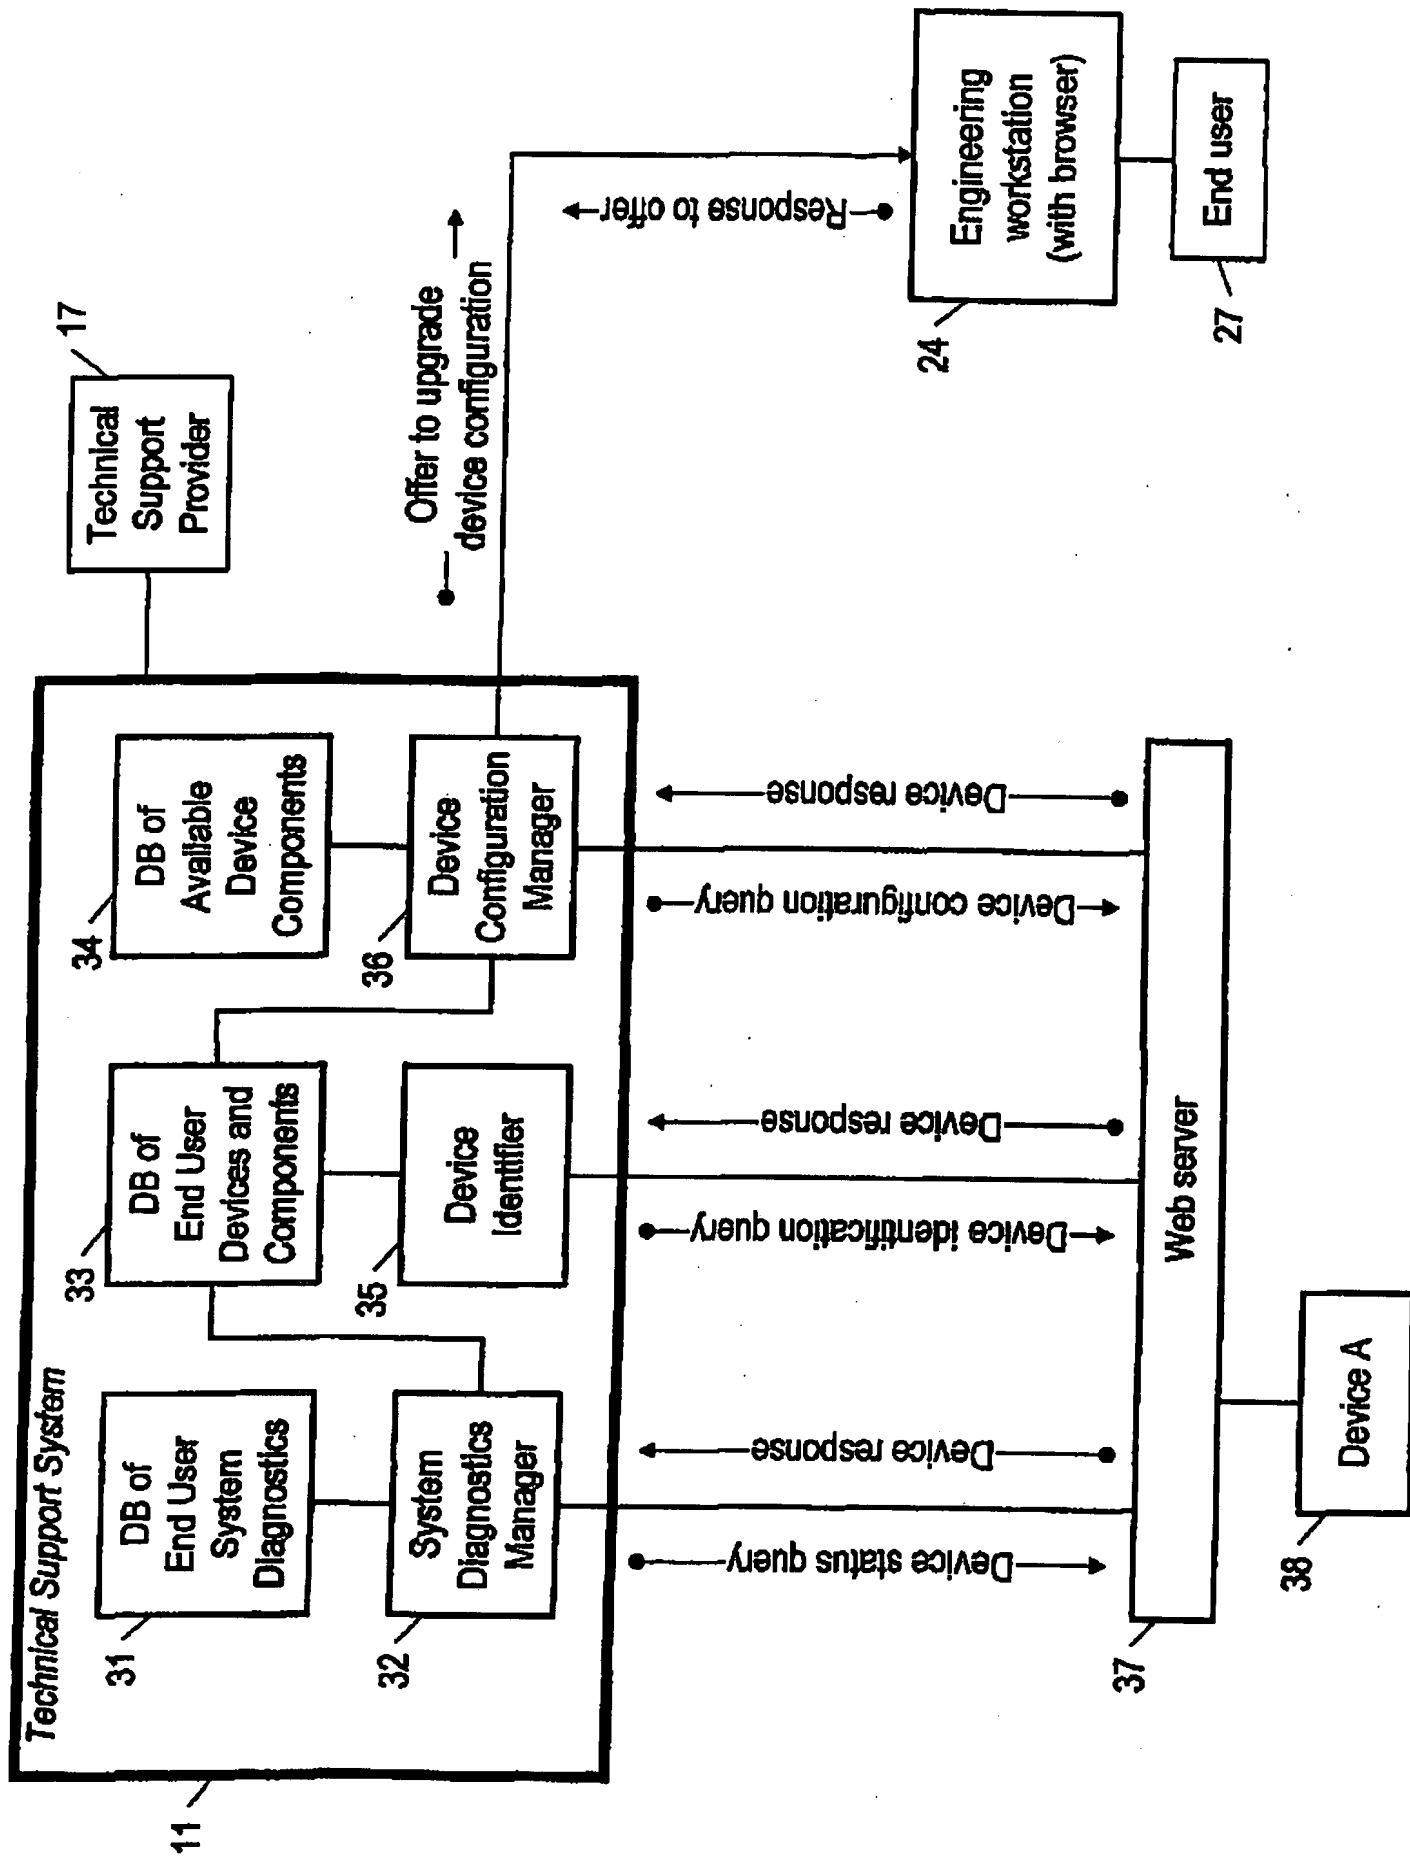 Technical Support System
11
17
Technical
Support
Provider
31
DB of
End User
System
Diagnostics
33
DB of
End User
Devices and
Components
34
DB of
Available
Device
Components
32
System
Diagnostics
Manager
35
Device
Identifier
36
Device
Configuration
Manager
Offer to upgrade
device configuration
Response to offer
Device status query
Device response
Device identification query
Device response
Device configuration query
Device response
24
Engineering
workstation
(with browser)
27
End user
37
Web server
38
Device A